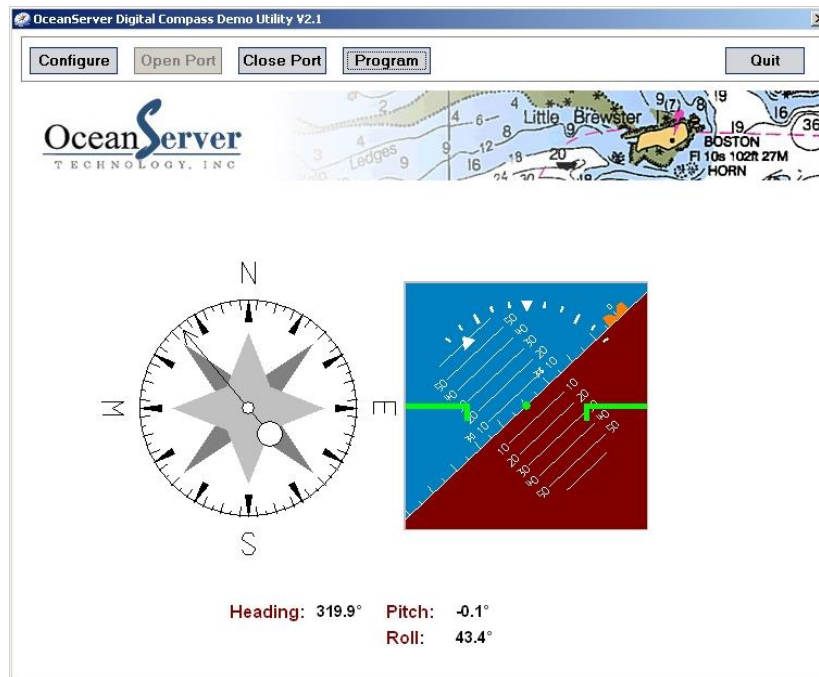 OceanServer Digital Compass Demo Utility V2.1
Configure Open Port Close Port Program Quit
OceanServer
TECHNOLOGY, INC
Little Brewster
Ledges
BOSTON
Fl 10s 102ft 27M
HORN
N
W
E
S
Heading: 319.9° Pitch: -0.1°
Roll: 43.4°